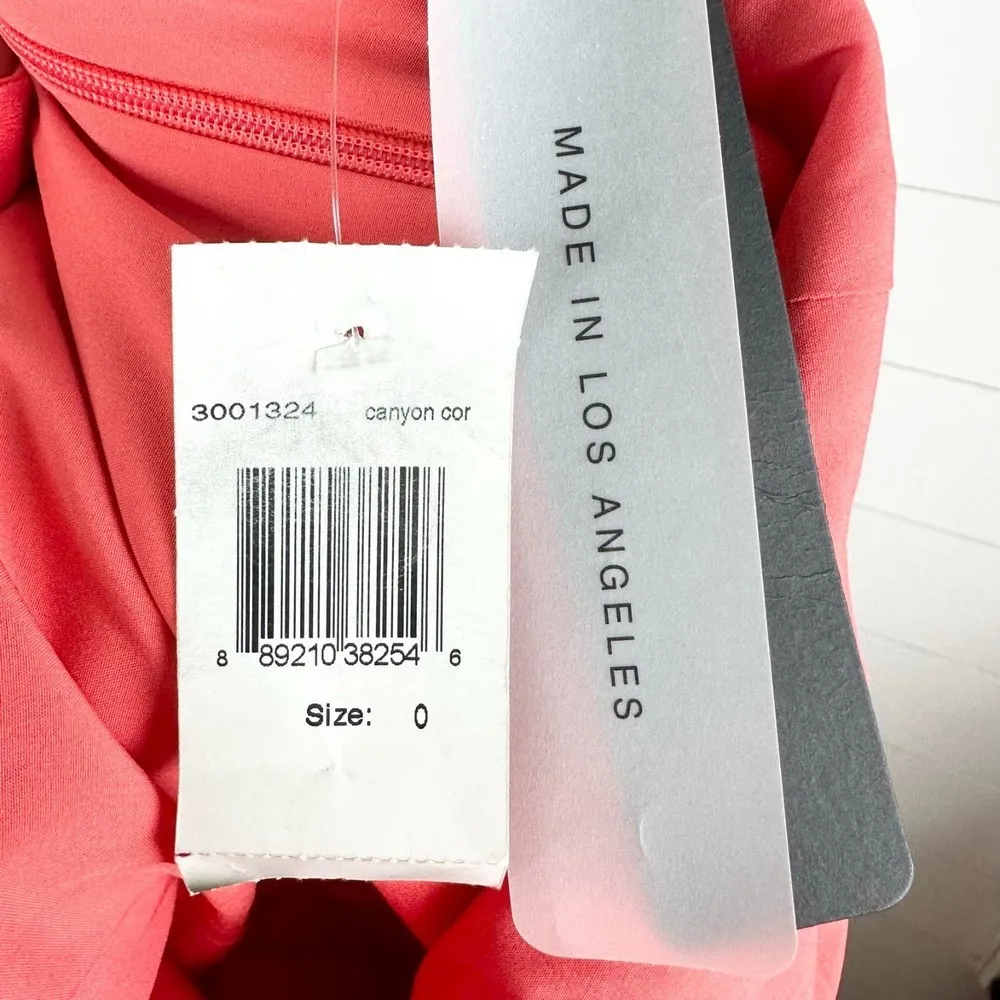 3001324 canyon cor
8 89210 38254 6
Size: 0
MADE IN LOS ANGELES